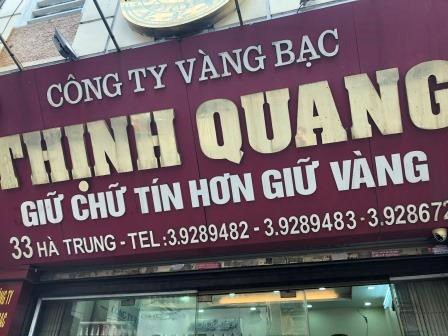 CÔNG TY VÀNG BẠC
THỊNH QUANG
GIỮ CHỮ TÍN HƠN GIỮ VÀNG
33 HÀ TRUNG - TEL: 3.9289482 - 3.9289483 - 3.928672